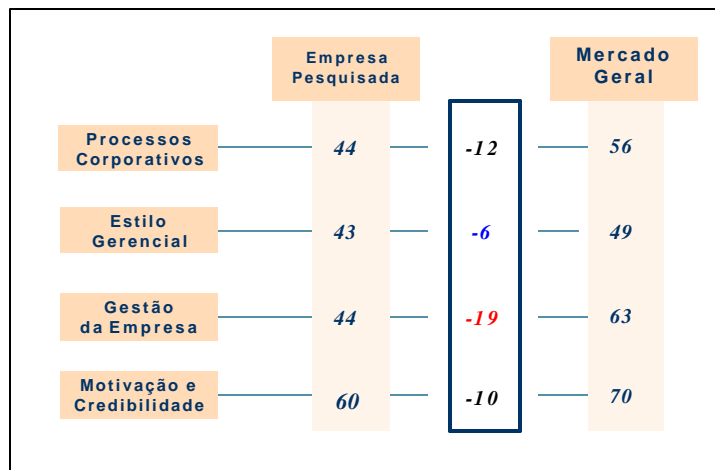 Empresa
Pesquisada
Mercado
Geral
Processos
Corporativos
44
-12
56
Estilo
Gerencial
43
-6
49
Gestão
da Empresa
44
-19
63
Motivação e
Credibilidade
60
-10
70